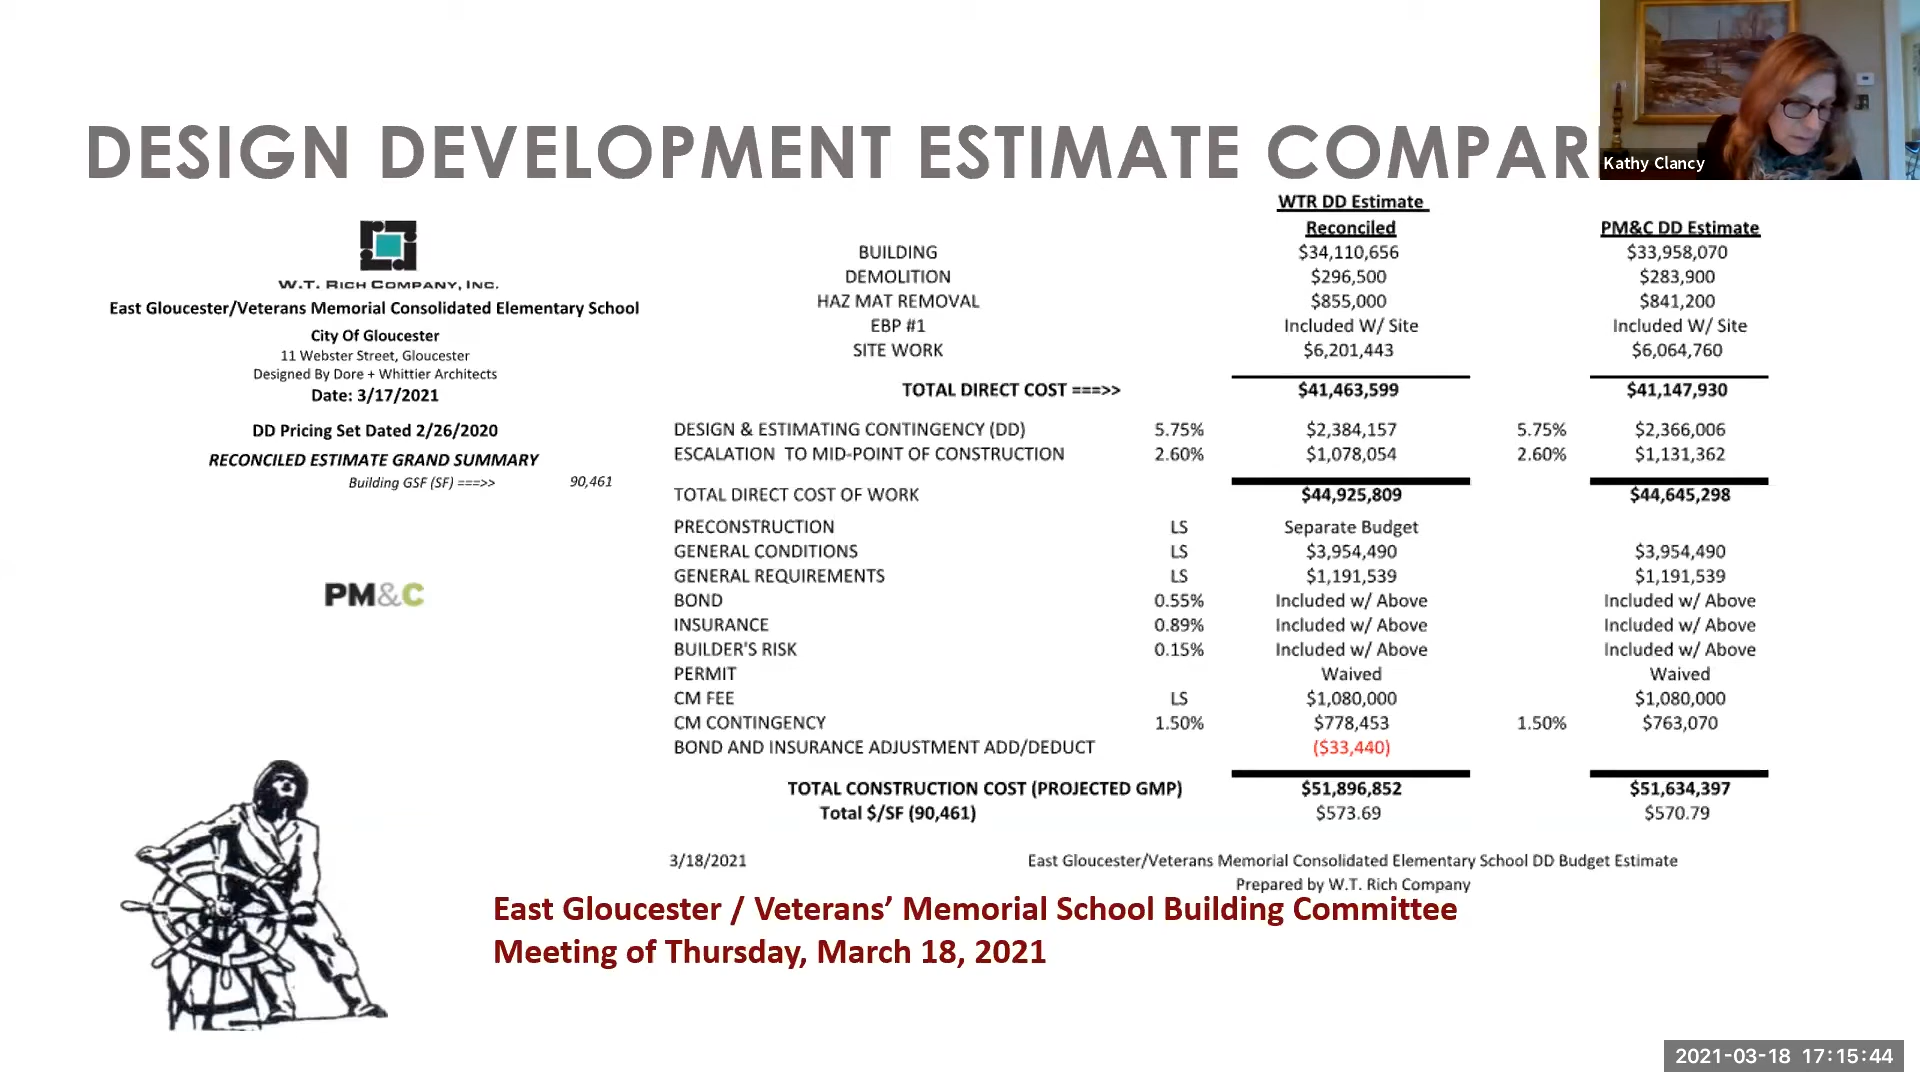 DESIGN DEVELOPMENT ESTIMATE COMPAR
Kathy Clancy
W.T. RICH COMPANY, INC.
East Gloucester/Veterans Memorial Consolidated Elementary School
City Of Gloucester
11 Webster Street, Gloucester
Designed By Dore + Whittier Architects
Date: 3/17/2021
DD Pricing Set Dated 2/26/2020
RECONCILED ESTIMATE GRAND SUMMARY
Building GSF (SF) ===>> 90,461
PM&C
WTR DD Estimate
Reconciled PM&C DD Estimate
BUILDING $34,110,656 $33,958,070
DEMOLITION $296,500 $283,900
HAZ MAT REMOVAL $855,000 $841,200
EBP #1 Included W/ Site Included W/ Site
SITE WORK $6,201,443 $6,064,760
TOTAL DIRECT COST ===>> $41,463,599 $41,147,930
DESIGN & ESTIMATING CONTINGENCY (DD) 5.75% $2,384,157 5.75% $2,366,006
ESCALATION TO MID-POINT OF CONSTRUCTION 2.60% $1,078,054 2.60% $1,131,362
TOTAL DIRECT COST OF WORK $44,925,809 $44,645,298
PRECONSTRUCTION LS Separate Budget
GENERAL CONDITIONS LS $3,954,490 $3,954,490
GENERAL REQUIREMENTS LS $1,191,539 $1,191,539
BOND 0.55% Included w/ Above Included w/ Above
INSURANCE 0.89% Included w/ Above Included w/ Above
BUILDER'S RISK 0.15% Included w/ Above Included w/ Above
PERMIT Waived Waived
CM FEE LS $1,080,000 $1,080,000
CM CONTINGENCY 1.50% $778,453 1.50% $763,070
BOND AND INSURANCE ADJUSTMENT ADD/DEDUCT ($33,440)
TOTAL CONSTRUCTION COST (PROJECTED GMP) $51,896,852 $51,634,397
Total $/SF (90,461) $573.69 $570.79
3/18/2021 East Gloucester/Veterans Memorial Consolidated Elementary School DD Budget Estimate
Prepared by W.T. Rich Company
East Gloucester / Veterans’ Memorial School Building Committee
Meeting of Thursday, March 18, 2021
2021-03-18 17:15:44